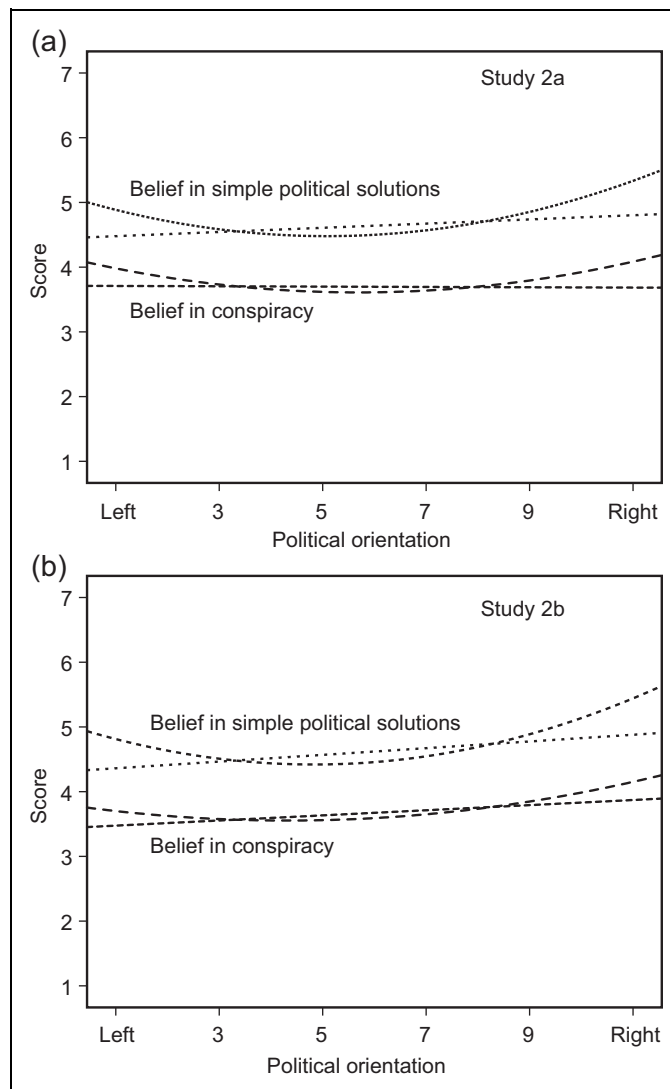 (a)
Study 2a
7
6
Belief in simple political solutions
5
4
Belief in conspiracy
3
2
1
Score
Left 3 5 7 9 Right
Political orientation
(b)
Study 2b
7
6
Belief in simple political solutions
5
4
Belief in conspiracy
3
2
1
Score
Left 3 5 7 9 Right
Political orientation